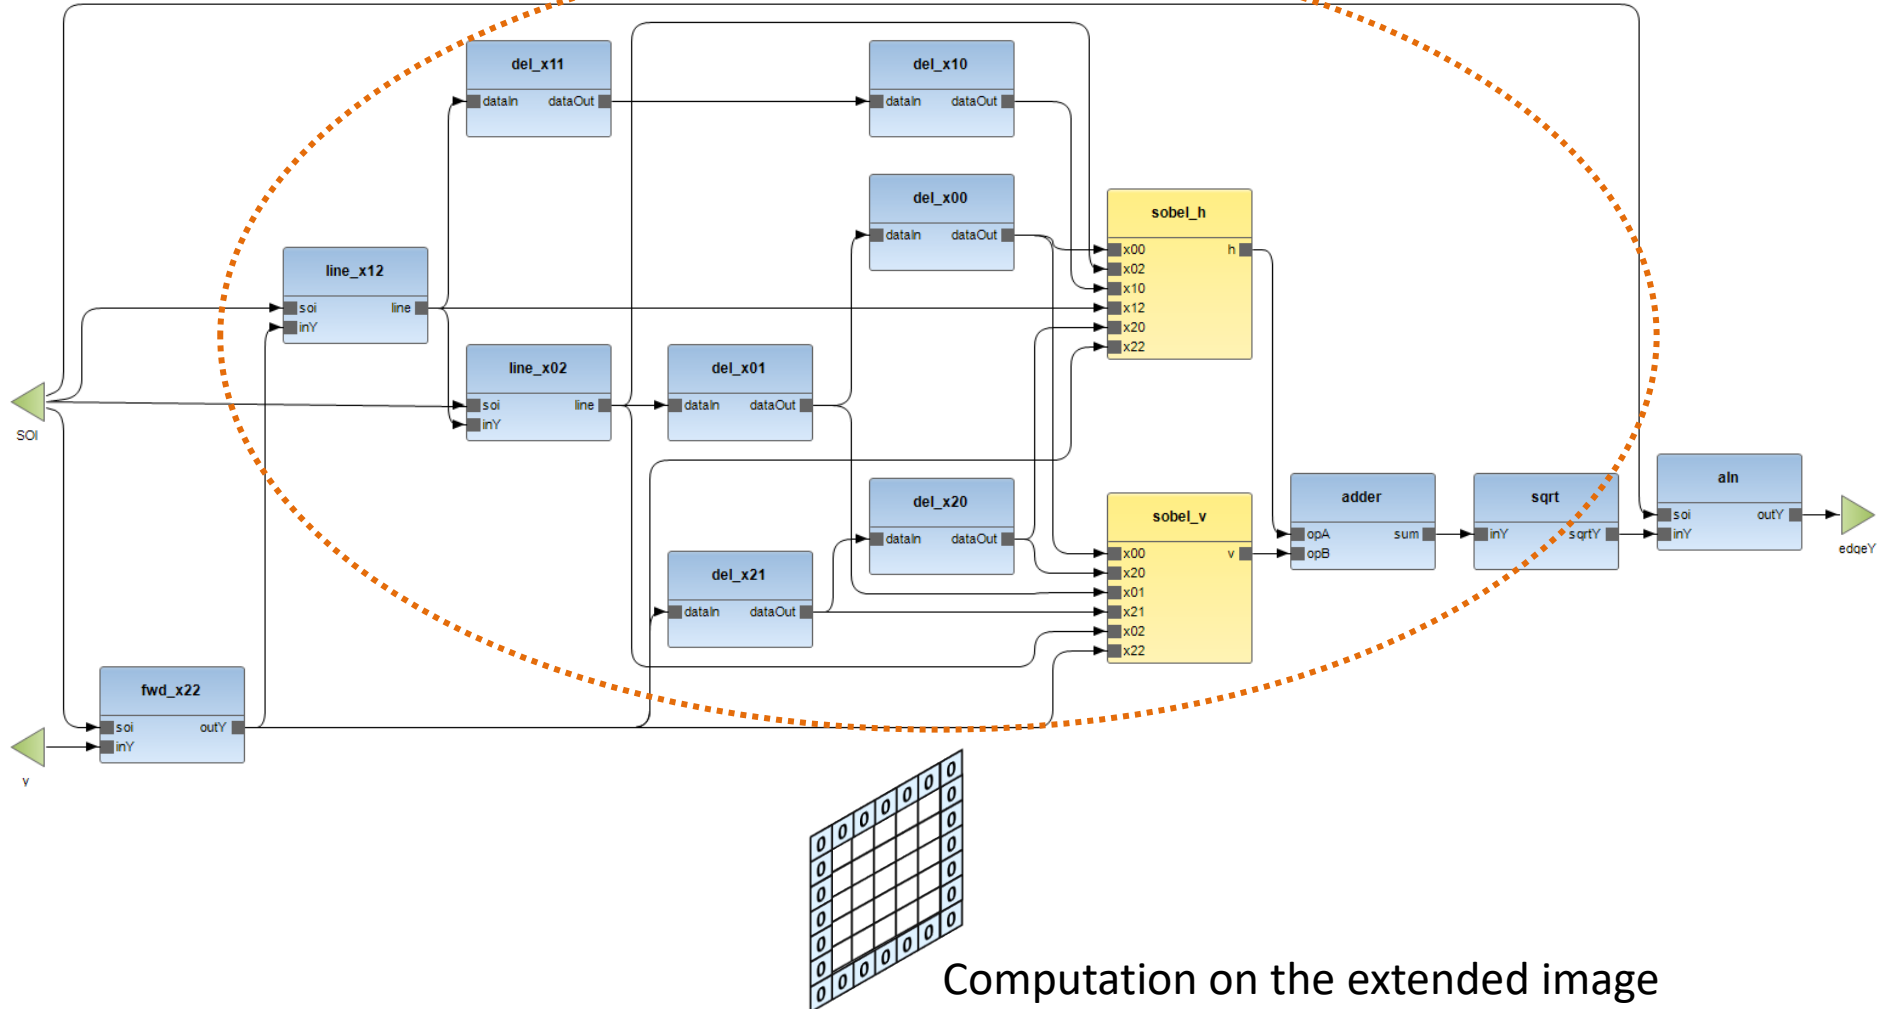 del_x11
dataIn dataOut
del_x10
dataIn dataOut
del_x00
dataIn dataOut
sobel_h
x00 h
x02
x10
x12
x20
x22
line_x12
soi line
inY
line_x02
soi line
inY
del_x01
dataIn dataOut
SOI
del_x20
dataIn dataOut
sobel_v
x00 v
x20
x01
x21
x02
x22
adder
opA sum
opB
sqrt
inY sqrtY
aln
soi outY
inY
edgeY
del_x21
dataIn dataOut
fwd_x22
soi outY
inY
y
0 0 0 0 0 0 0
0 0
0 0
0 0
0 0
0 0
0 0 0 0 0 0 0
Computation on the extended image